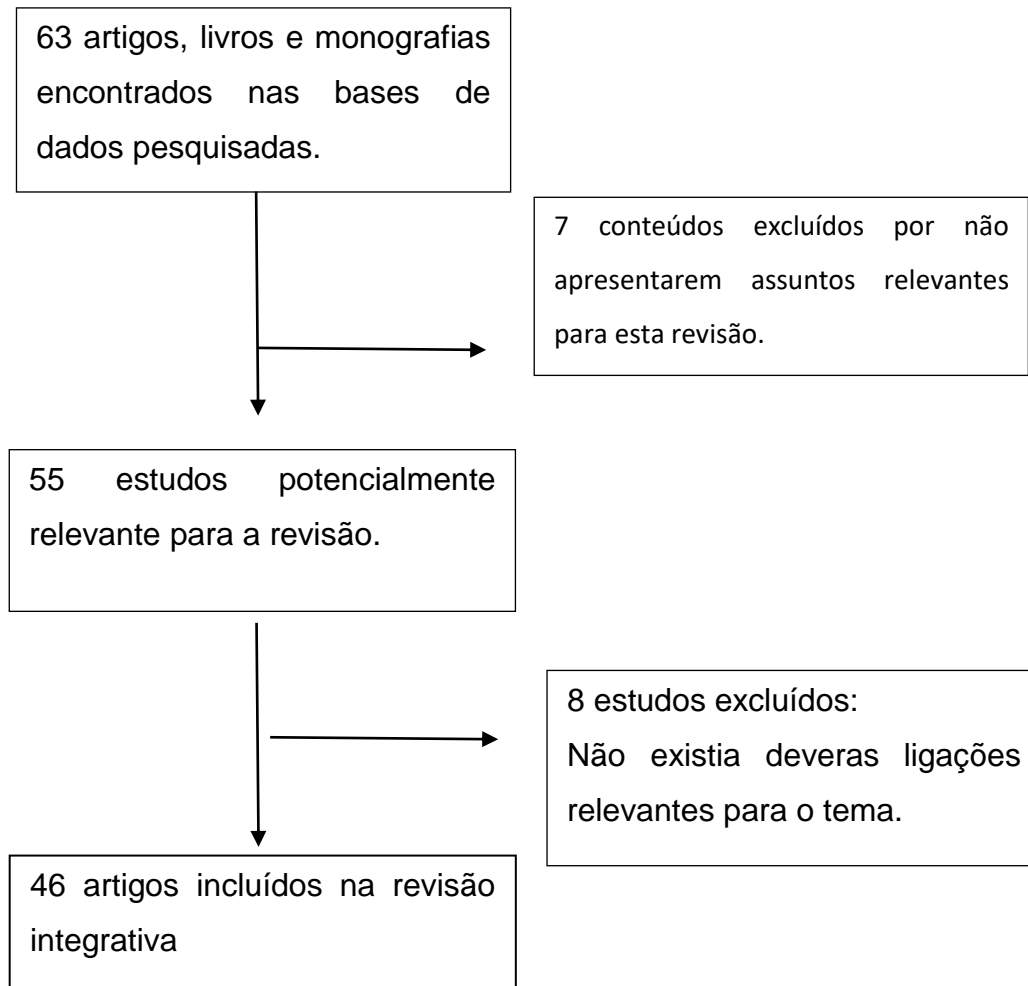 63 artigos, livros e monografias
encontrados nas bases de
dados pesquisadas.
7 conteúdos excluídos por não
apresentarem assuntos relevantes
para esta revisão.
55 estudos potencialmente
relevante para a revisão.
8 estudos excluídos:
Não existia deveras ligações
relevantes para o tema.
46 artigos incluídos na revisão
integrativa